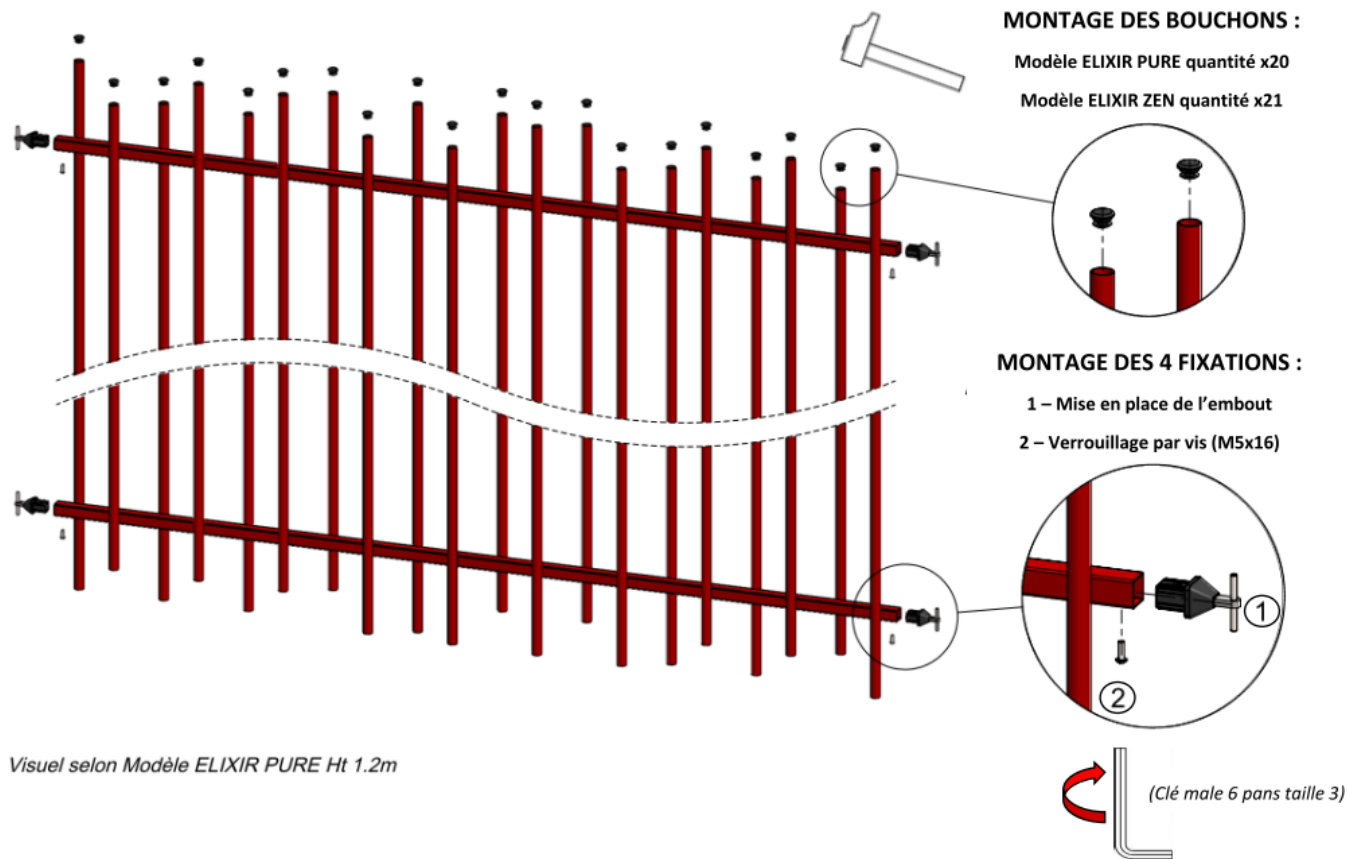 MONTAGE DES BOUCHONS :
Modèle ELIXIR PURE quantité x20
Modèle ELIXIR ZEN quantité x21
MONTAGE DES 4 FIXATIONS :
1 – Mise en place de l'embout
2 – Verrouillage par vis (M5x16)
1
2
Visuel selon Modèle ELIXIR PURE Ht 1.2m
(Clé male 6 pans taille 3)